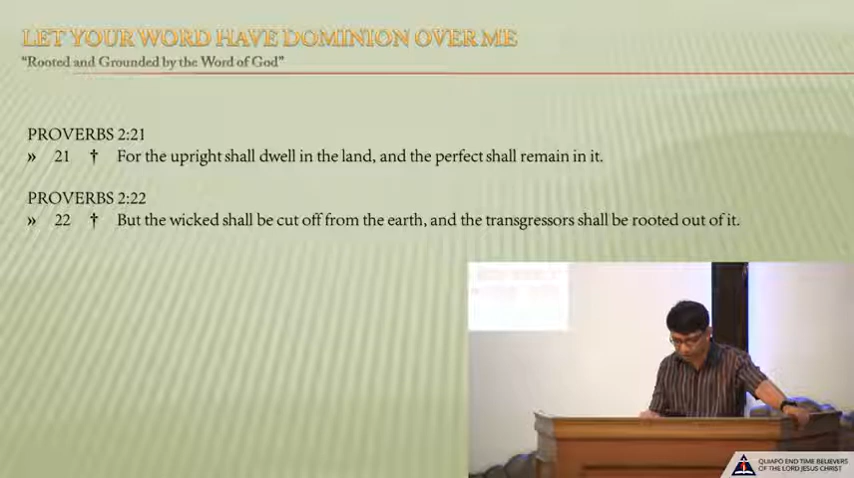 LET YOUR WORD HAVE DOMINION OVER ME
"Rooted and Grounded by the Word of God"
PROVERBS 2:21
» 21 † For the upright shall dwell in the land, and the perfect shall remain in it.
PROVERBS 2:22
» 22 † But the wicked shall be cut off from the earth, and the transgressors shall be rooted out of it.
QUIAPO END TIME BELIEVERS
OF THE LORD JESUS CHRIST